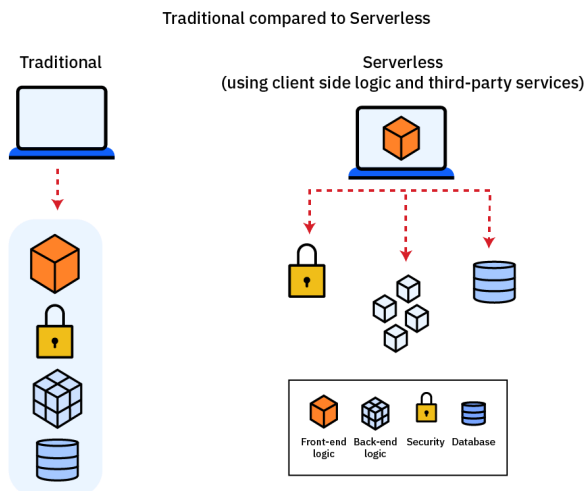 Traditional compared to Serverless
Traditional
Serverless
(using client side logic and third-party services)
Front-end
logic
Back-end
logic
Security
Database